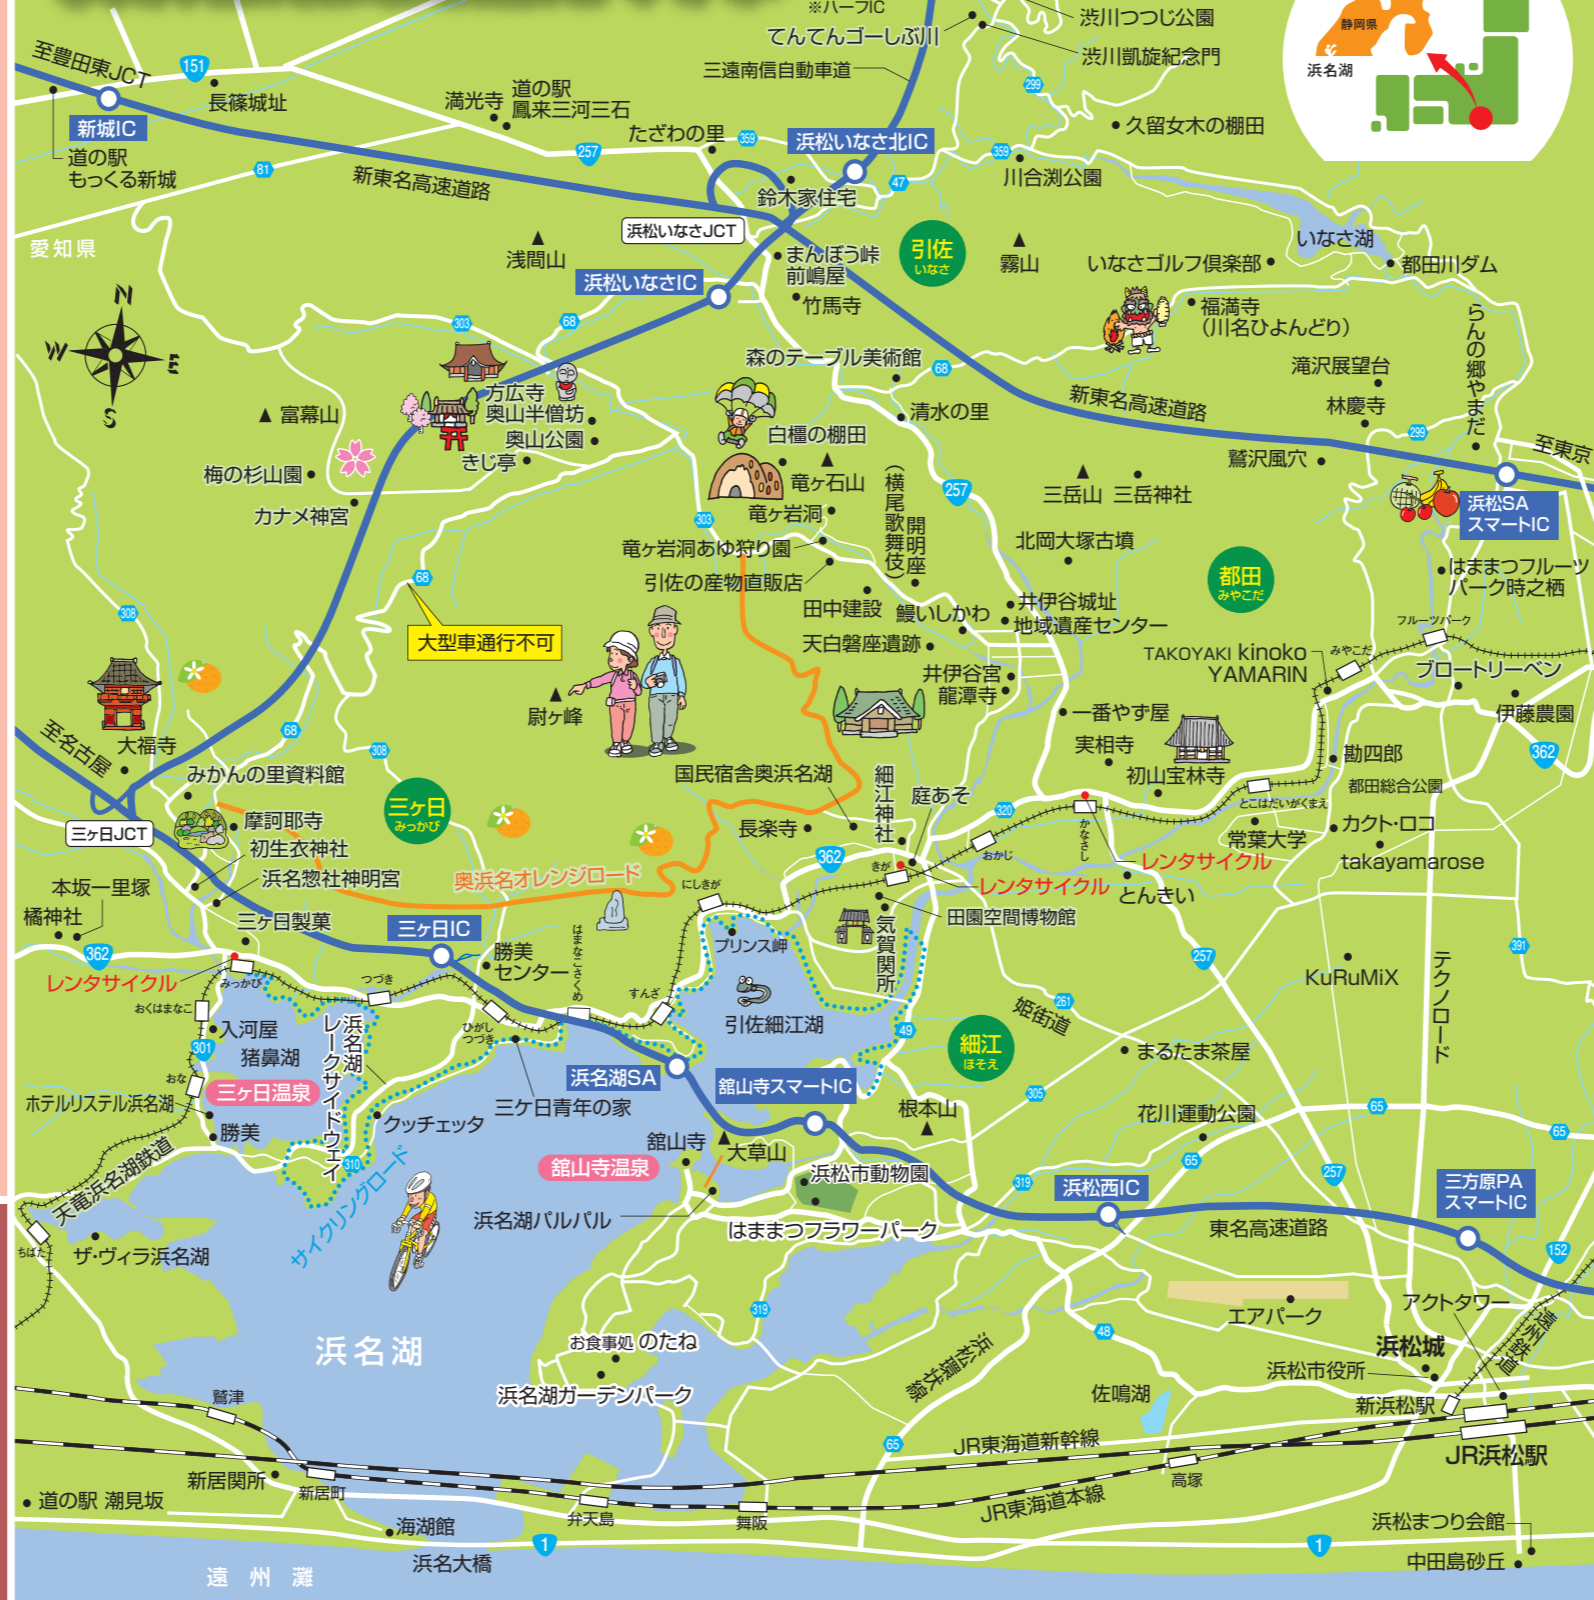 ※ハーフIC
渋川つつじ公園
てんてんゴーしぶ川
渋川凱旋紀念門
三遠南信自動車道
静岡県
浜名湖
至豊田東JCT
151
長篠城址
新城IC
道の駅
もっくる新城
満光寺
道の駅
鳳来三河三石
たざわの里
359
浜松いなさ北IC
299
久留女木の棚田
359
川合渕公園
257
81
新東名高速道路
47
鈴木家住宅
浜松いなさJCT
愛知県
浅間山
浜松いなさIC
まんぼう峠
前嶋屋
竹馬寺
引佐
いなさ
霧山
いなさゴルフ倶楽部
いなさ湖
都田川ダム
福満寺
(川名ひよんどり)
らんの郷やまだ
N
W
E
S
303
68
森のテーブル美術館
68
新東名高速道路
滝沢展望台
林慶寺
299
至東京
富幕山
方広寺
奥山半僧坊
奥山公園
きじ亭
白橿の棚田
清水の里
鷲沢風穴
浜松SA
スマートIC
梅の杉山園
カナメ神宮
竜ヶ石山
竜ヶ岩洞
303
竜ヶ岩洞あゆ狩り園
引佐の産物直販店
開明座
(横尾歌舞伎)
257
三岳山
三岳神社
北岡大塚古墳
都田
みやこだ
はままつフルーツ
パーク時之栖
68
308
大型車通行不可
田中建設
鰻いしかわ
井伊谷城址
地域遺産センター
天白磐座遺跡
フルーツパーク
みやこだ
TAKOYAKI kinoko
YAMARIN
ブロートリーベン
井伊谷宮
龍潭寺
尉ヶ峰
一番やず屋
伊藤農園
362
至名古屋
大福寺
68
308
実相寺
初山宝林寺
勘四郎
都田総合公園
みかんの里資料館
三ヶ日
みっかび
国民宿舎奥浜名湖
細江神社
庭あそ
320
とこはだいがくまえ
三ヶ日JCT
摩訶耶寺
初生衣神社
浜名惣社神明宮
長楽寺
362
きが
おかじ
かなさし
常葉大学
カクト・ロコ
takayamarose
レンタサイクル
レンタサイクル
とんきい
本坂一里塚
橘神社
奥浜名オレンジロード
にしきが
田園空間博物館
三ヶ日製菓
三ヶ日IC
362
勝美
センター
はまなこさくめ
プリンス岬
気賀関所
257
391
レンタサイクル
みっかび
つづき
すんざ
KuRuMiX
テクノロード
おくはまなこ
入河屋
301
猪鼻湖
浜名湖
レークサイドウェイ
ひがし
つづき
引佐細江湖
49
261
姫街道
細江
ほそえ
まるたま茶屋
おな
三ヶ日温泉
浜名湖SA
舘山寺スマートIC
ホテルリステル浜名湖
三ケ日青年の家
根本山
305
花川運動公園
65
65
勝美
クッチェッタ
舘山寺
大草山
310
舘山寺温泉
浜松市動物園
65
257
天竜浜名湖鉄道
サイクリングロード
319
浜松西IC
三方原PA
スマートIC
ちばた
ザ・ヴィラ浜名湖
浜名湖パルパル
はままつフラワーパーク
東名高速道路
152
319
エアパーク
アクトタワー
遠州鉄道
浜名湖
お食事処 のたね
浜松環状線
48
浜松城
浜松市役所
浜名湖ガーデンパーク
佐鳴湖
新浜松駅
鷲津
65
JR東海道新幹線
JR浜松駅
新居関所
新居町
高塚
道の駅 潮見坂
弁天島
舞阪
JR東海道本線
海湖館
浜名大橋
1
1
浜松まつり会館
中田島砂丘
遠州灘